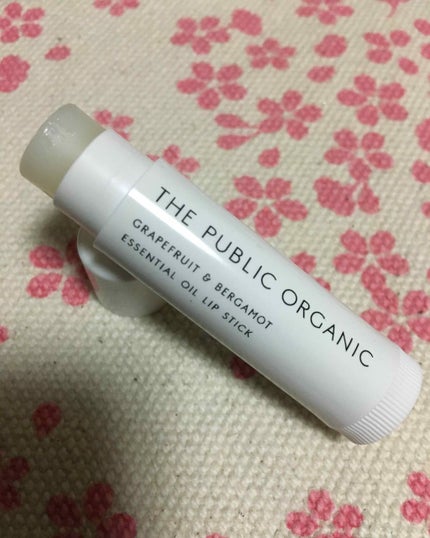 THE PUBLIC ORGANIC
GRAPEFRUIT & BERGAMOT
ESSENTIAL OIL LIP STICK